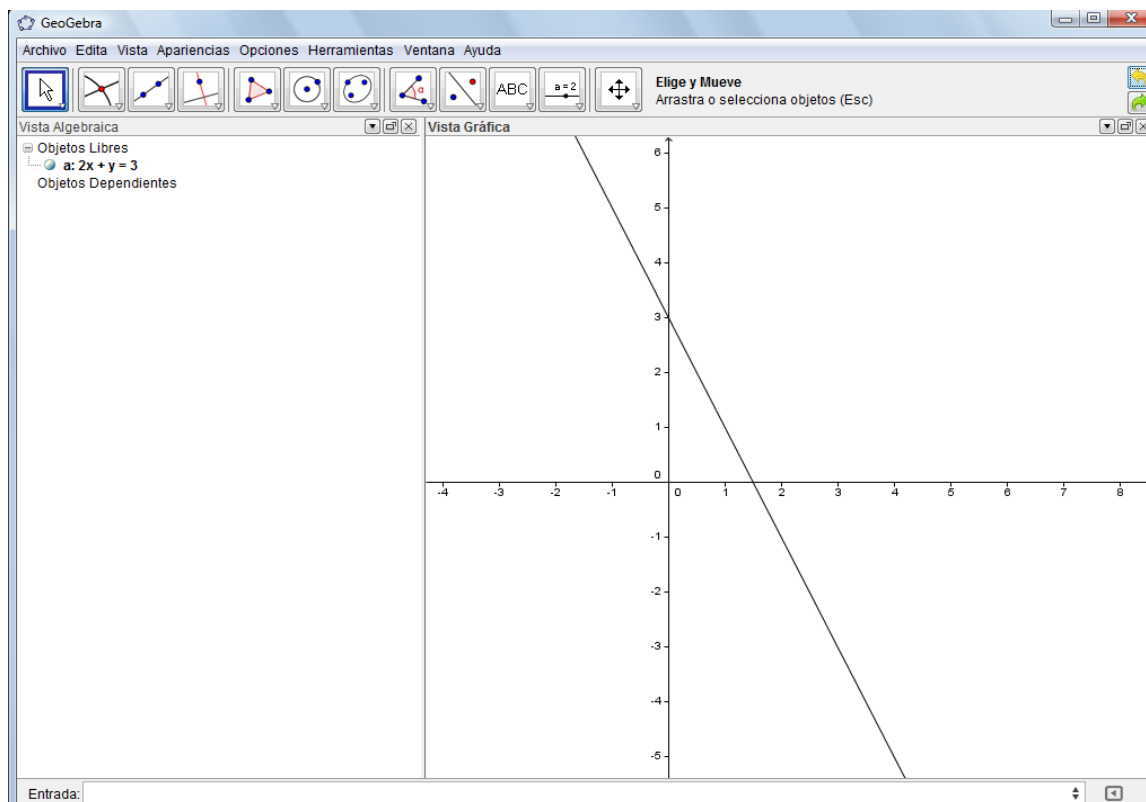 GeoGebra
Archivo Edita Vista Apariencias Opciones Herramientas Ventana Ayuda
α ABC a = 2 Elige y Mueve
Arrastra o selecciona objetos (Esc)
Vista Algebraica
Objetos Libres
a: 2x + y = 3
Objetos Dependientes
Vista Gráfica
6
5
4
3
2
1
0
-4 -3 -2 -1 0 1 2 3 4 5 6 7 8
-1
-2
-3
-4
-5
Entrada: